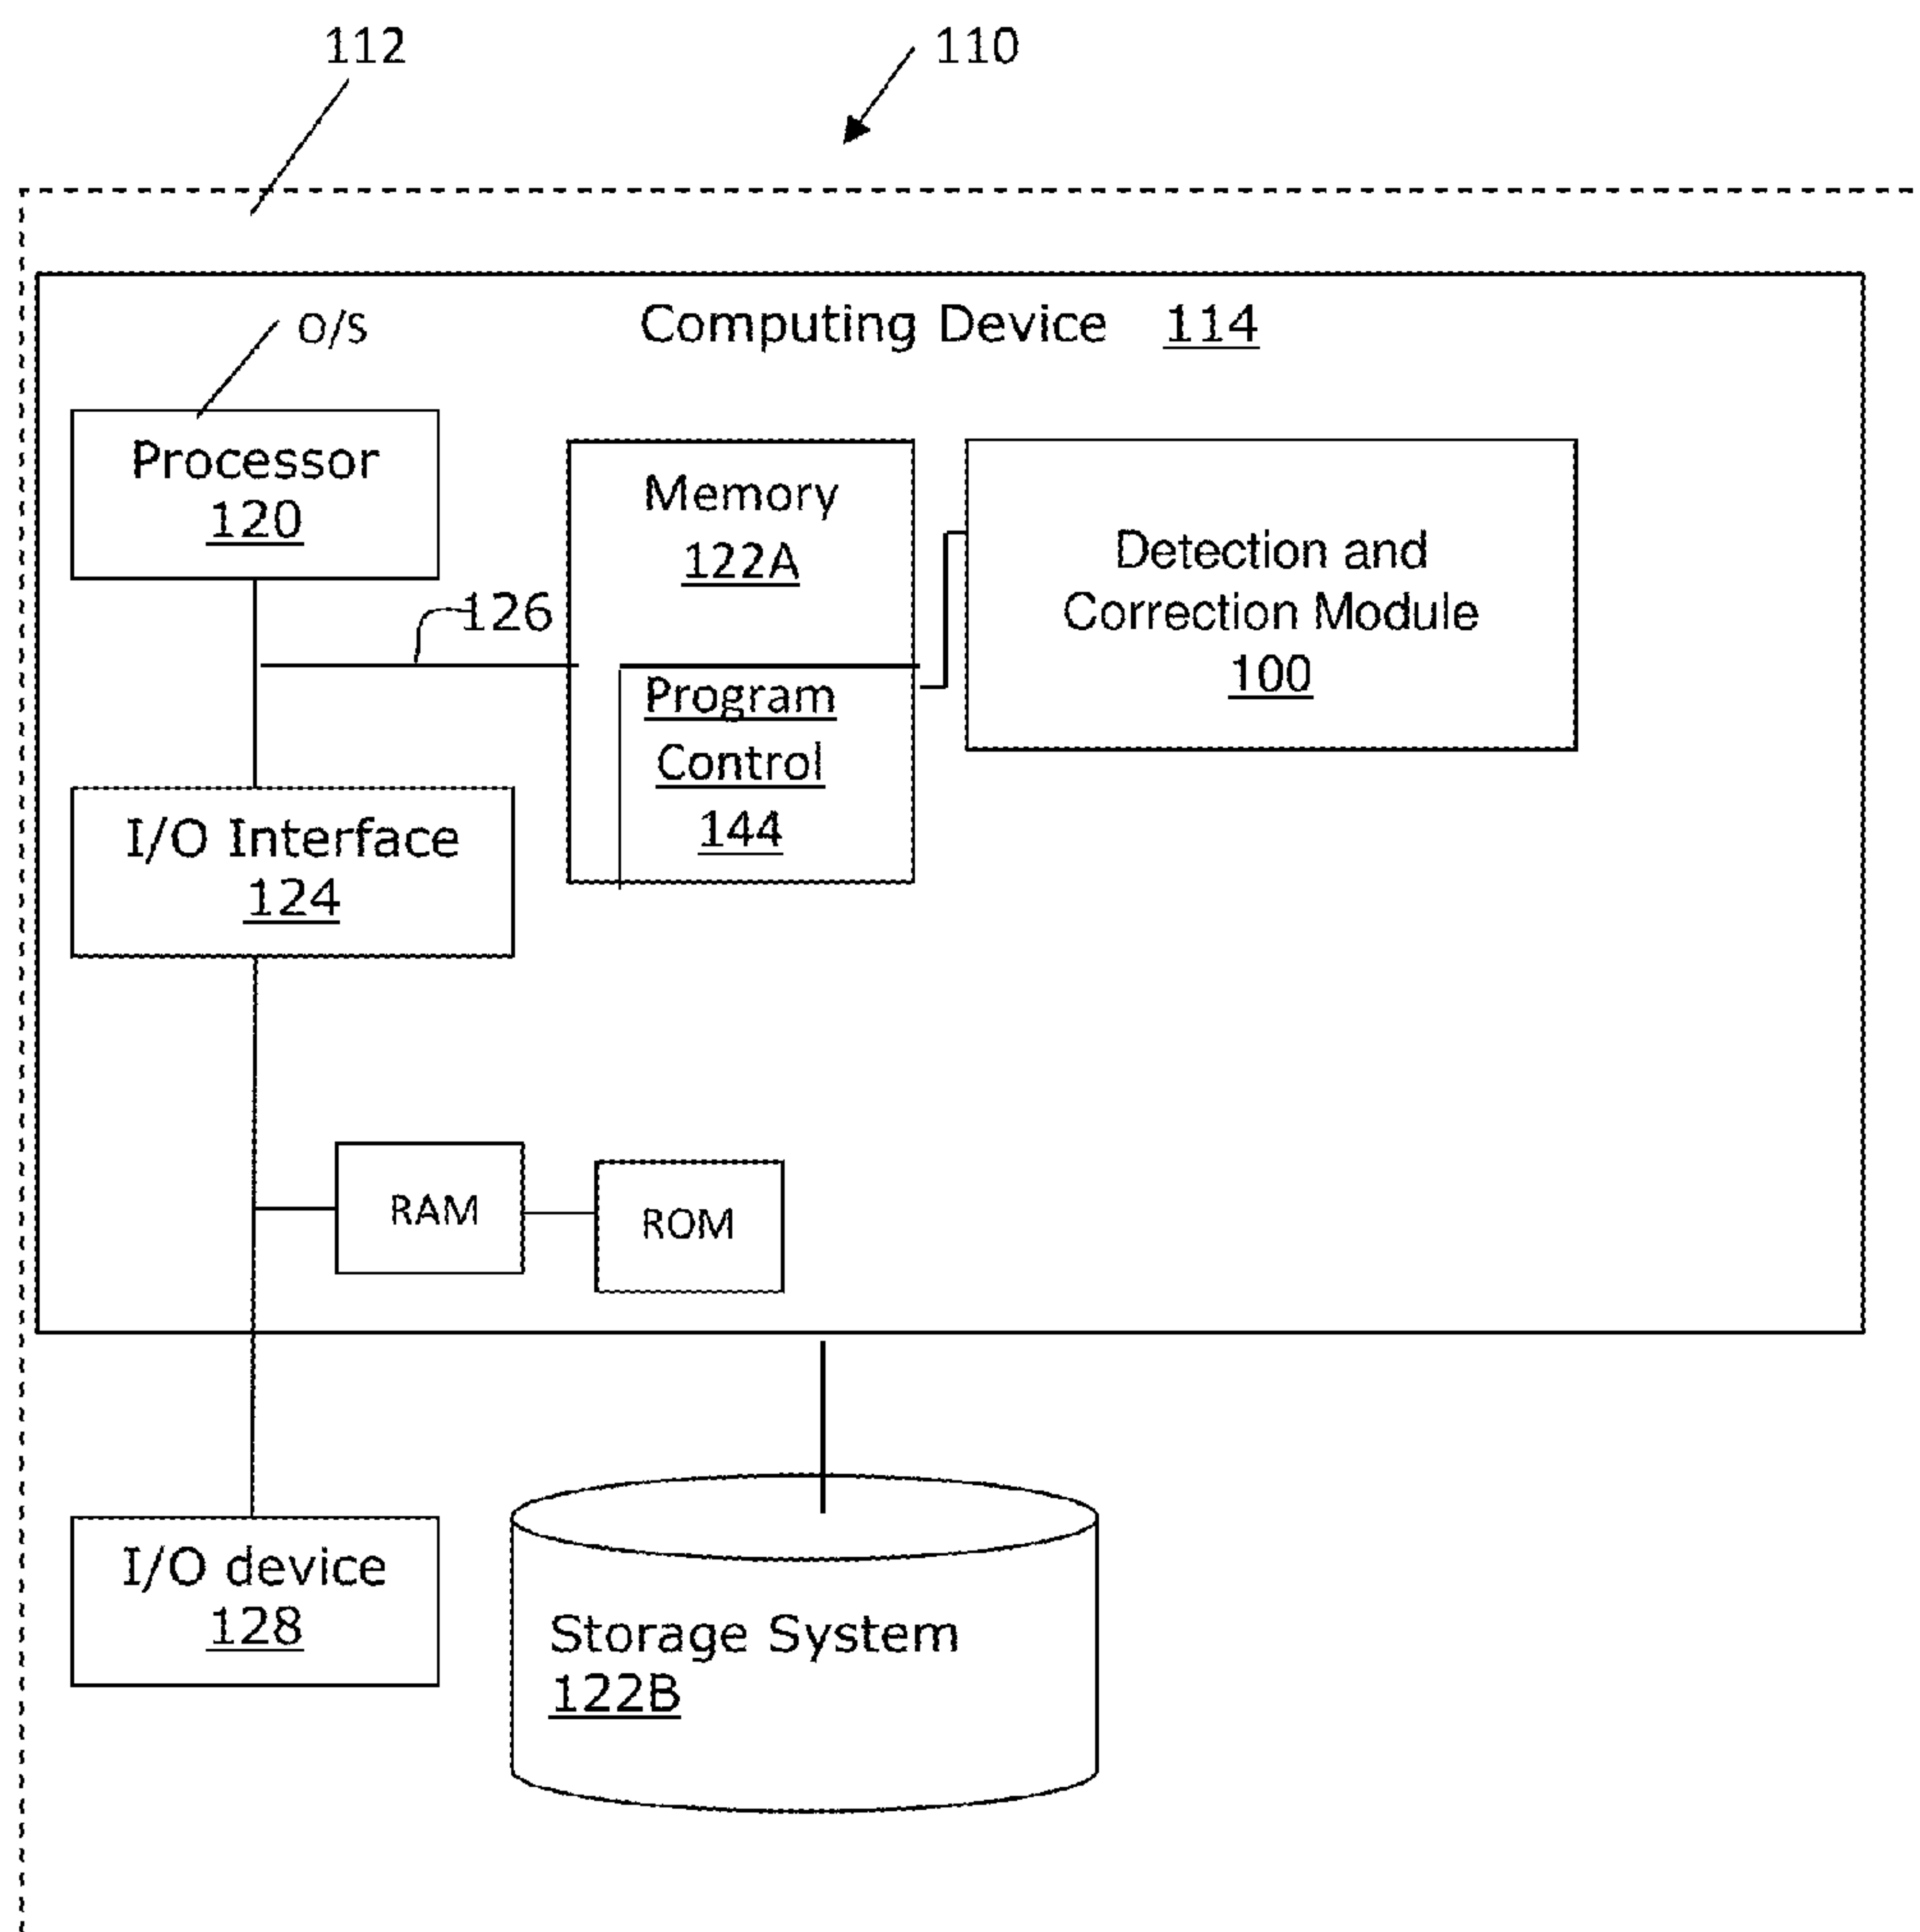 112
110
O/S
Computing Device 114
Processor
120
Memory
122A
Detection and
Correction Module
100
126
Program
Control
144
I/O Interface
124
RAM
ROM
I/O device
128
Storage System
122B